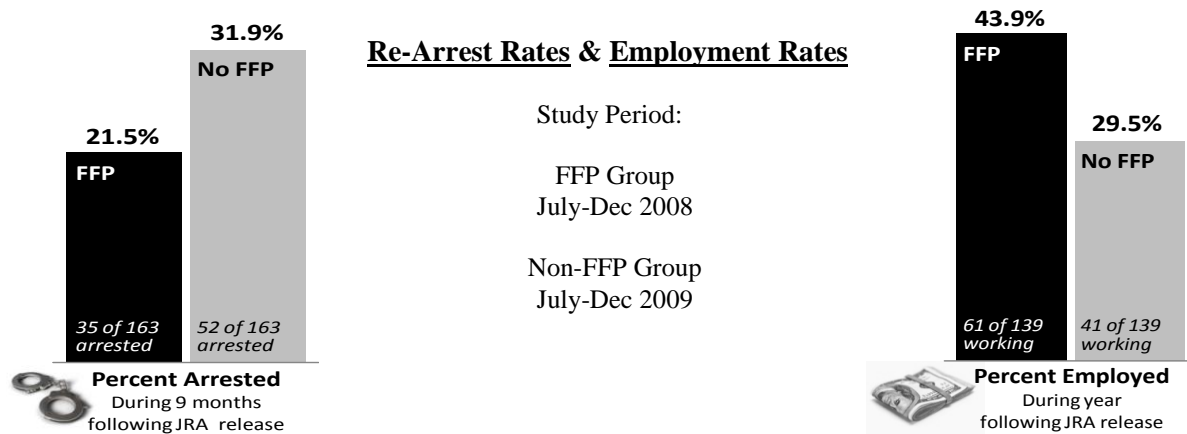 31.9%
No FFP
21.5%
FFP
35 of 163
arrested
52 of 163
arrested
Percent Arrested
During 9 months
following JRA release
Re-Arrest Rates & Employment Rates
Study Period:
FFP Group
July-Dec 2008
Non-FFP Group
July-Dec 2009
43.9%
FFP
29.5%
No FFP
61 of 139
working
41 of 139
working
Percent Employed
During year
following JRA release